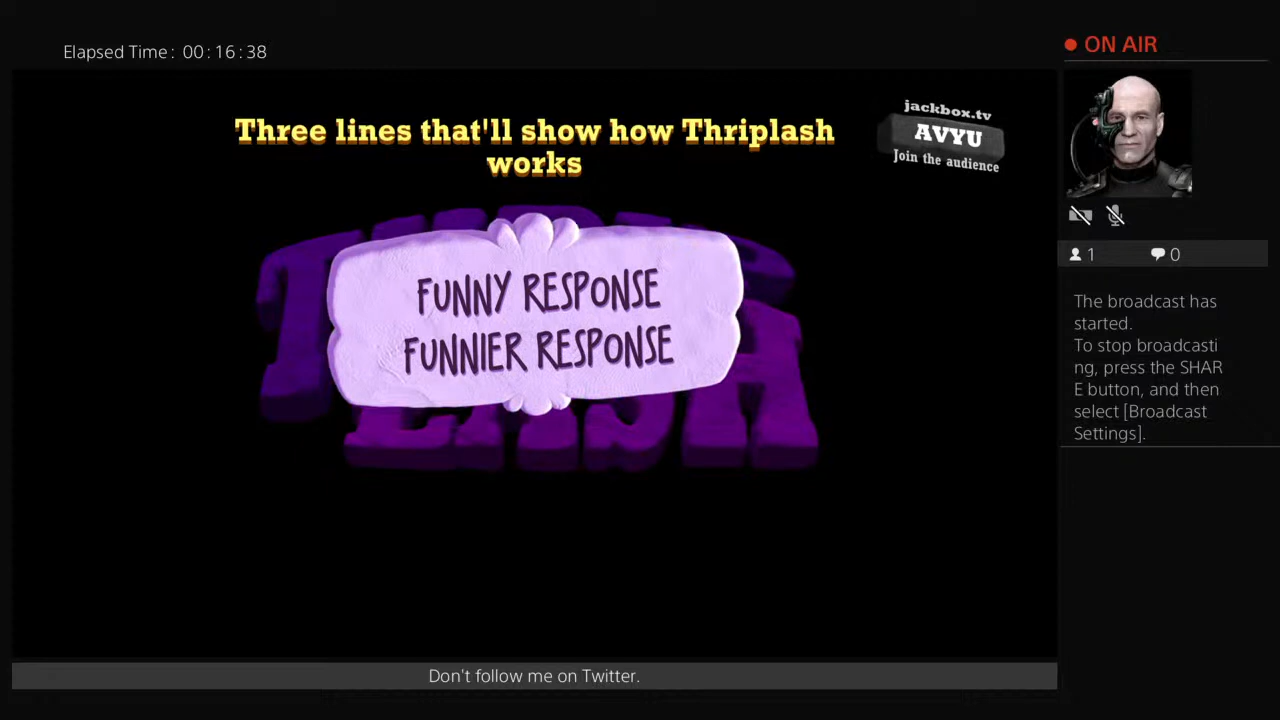 Elapsed Time: 00:16:38
ON AIR
Three lines that'll show how Thriplash
works
jackbox.tv
AVYU
Join the audience
FUNNY RESPONSE
FUNNIER RESPONSE
1
0
The broadcast has
started.
To stop broadcasti
ng, press the SHAR
E button, and then
select [Broadcast
Settings].
Don't follow me on Twitter.